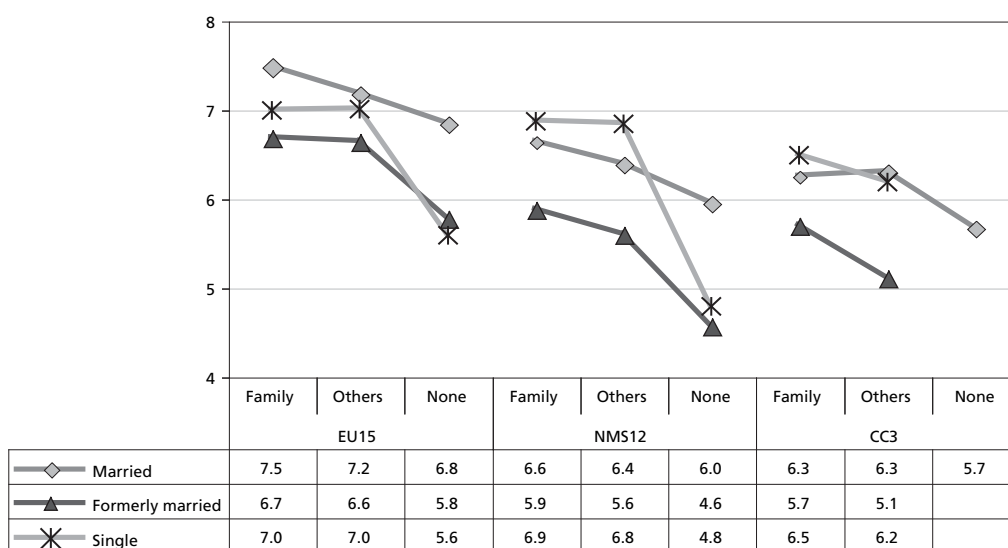 8
7
6
5
4
Family Others None Family Others None Family Others None
EU15 NMS12 CC3
Married 7.5 7.2 6.8 6.6 6.4 6.0 6.3 6.3 5.7
Formerly married 6.7 6.6 5.8 5.9 5.6 4.6 5.7 5.1
Single 7.0 7.0 5.6 6.9 6.8 4.8 6.5 6.2